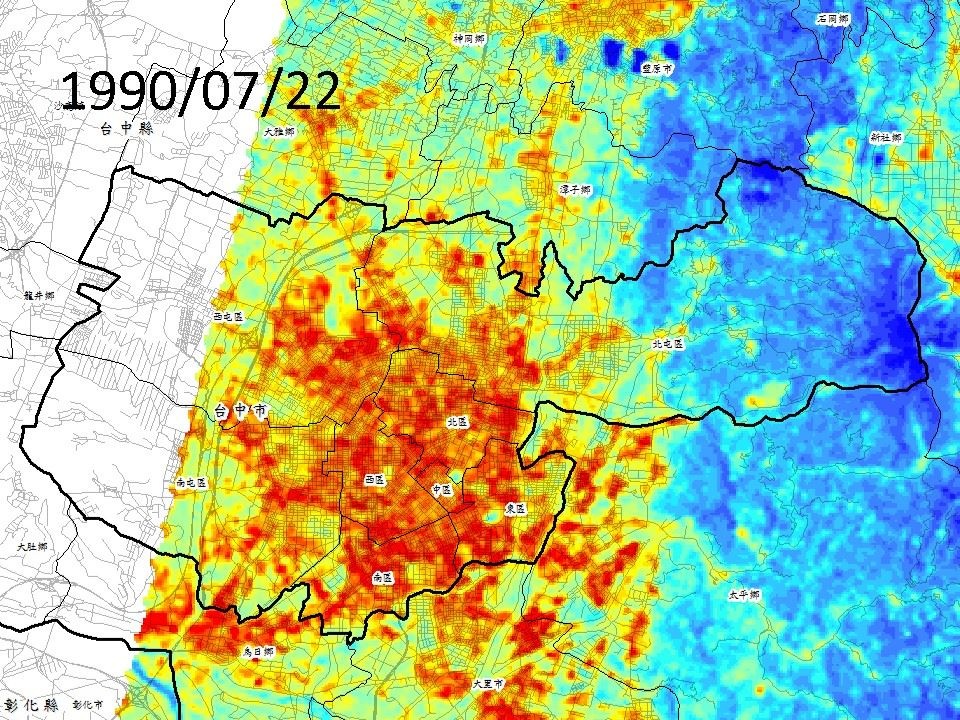 石岡鄉
神岡鄉
豐原市
1990/07/22
台中縣
大雅鄉
新社鄉
潭子鄉
龍井鄉
西屯區
北屯區
台中市
北區
西區
中區
南屯區
東區
大肚鄉
南區
太平鄉
烏日鄉
大里市
彰化縣
彰化市